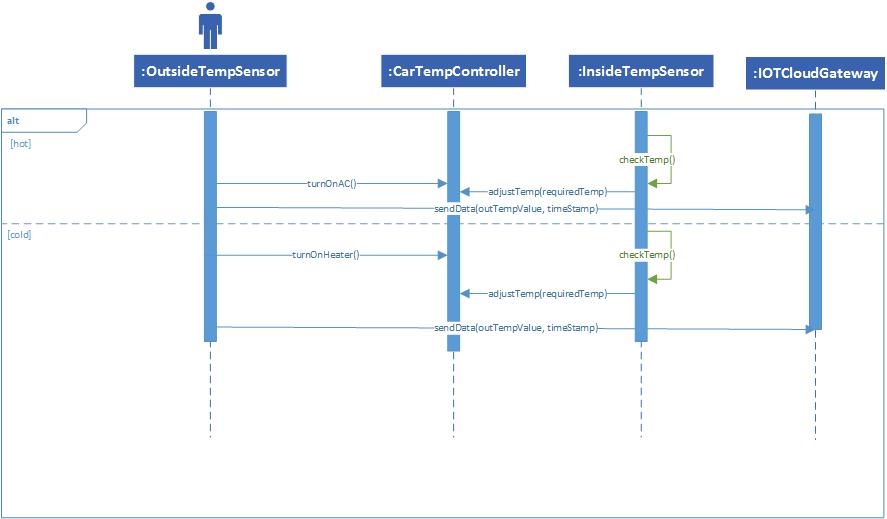 :OutsideTempSensor
:CarTempController
:InsideTempSensor
:IOTCloudGateway
alt
[hot]
checkTemp()
turnOnAC()
adjustTemp(requiredTemp)
sendData(outTempValue, timeStamp)
[cold]
turnOnHeater()
checkTemp()
adjustTemp(requiredTemp)
sendData(outTempValue, timeStamp)